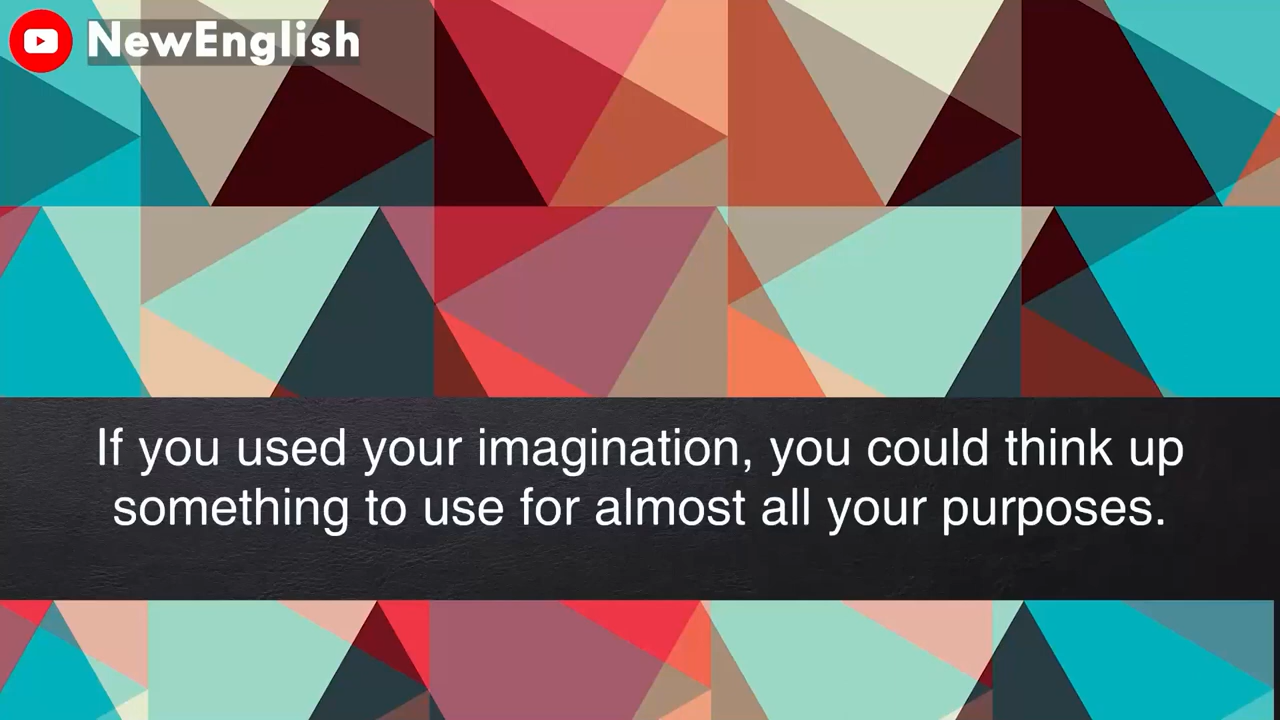 NewEnglish
If you used your imagination, you could think up
something to use for almost all your purposes.